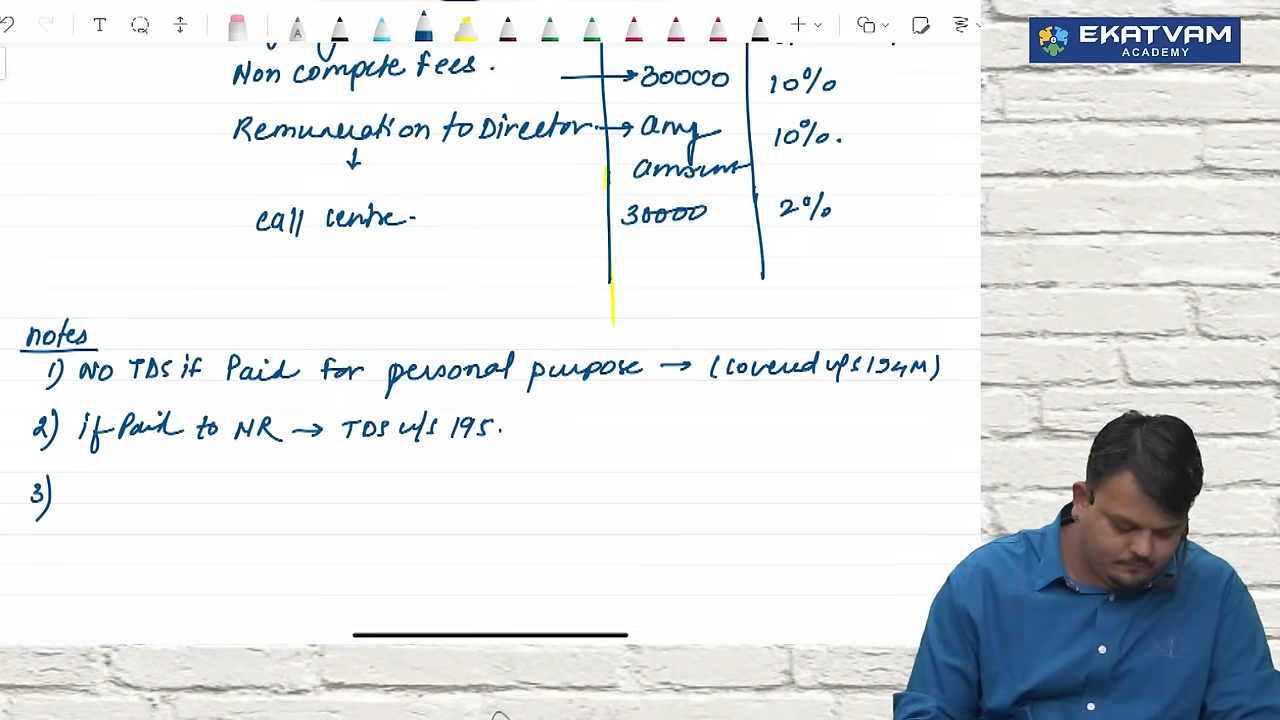 EKATVAM
ACADEMY
Non compete fees. → 30000 10%
Remuneration to Director → any 10%.
amount
call centre. 30000 2%
notes
1) NO TDS if Paid for personal purpose → (covered u/s 194M)
2) if Paid to NR → TDS u/s 195.
3)